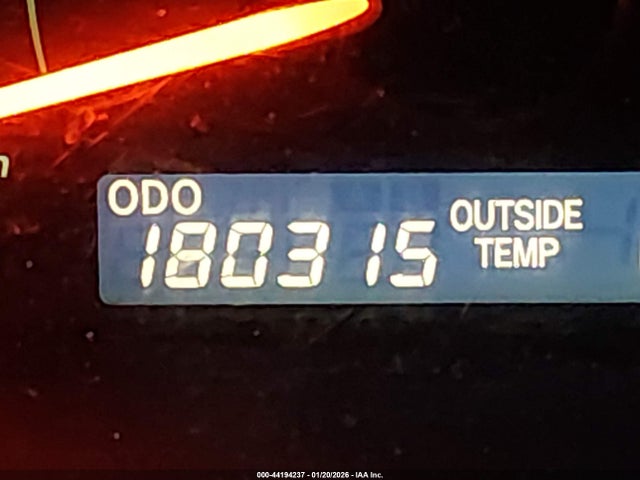 ODO
180315
OUTSIDE
TEMP
000-44194237 - 01/20/2026 - IAA Inc.